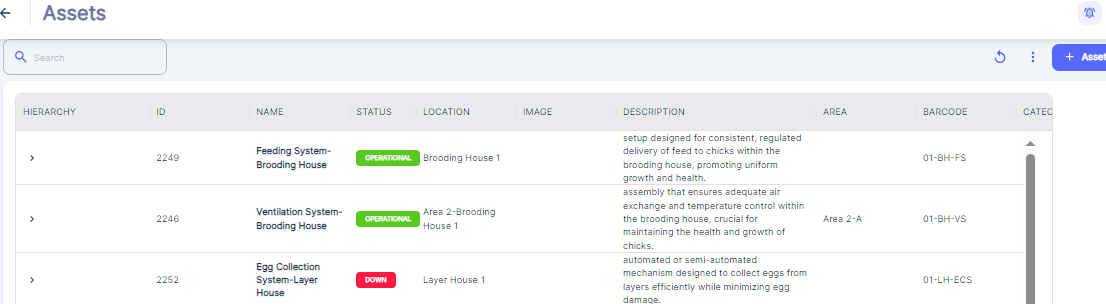 Assets
Search
+ Asset
HIERARCHY ID NAME STATUS LOCATION IMAGE DESCRIPTION AREA BARCODE CATEG
2249
Feeding System-
Brooding House
OPERATIONAL
Brooding House 1
setup designed for consistent, regulated
delivery of feed to chicks within the
brooding house, promoting uniform
growth and health.
01-BH-FS
2246
Ventilation System-
Brooding House
OPERATIONAL
Area 2-Brooding
House 1
assembly that ensures adequate air
exchange and temperature control within
the brooding house, crucial for
maintaining the health and growth of
chicks.
Area 2-A
01-BH-VS
2252
Egg Collection
System-Layer
House
DOWN
Layer House 1
automated or semi-automated
mechanism designed to collect eggs from
layers efficiently while minimizing egg
damage.
01-LH-ECS